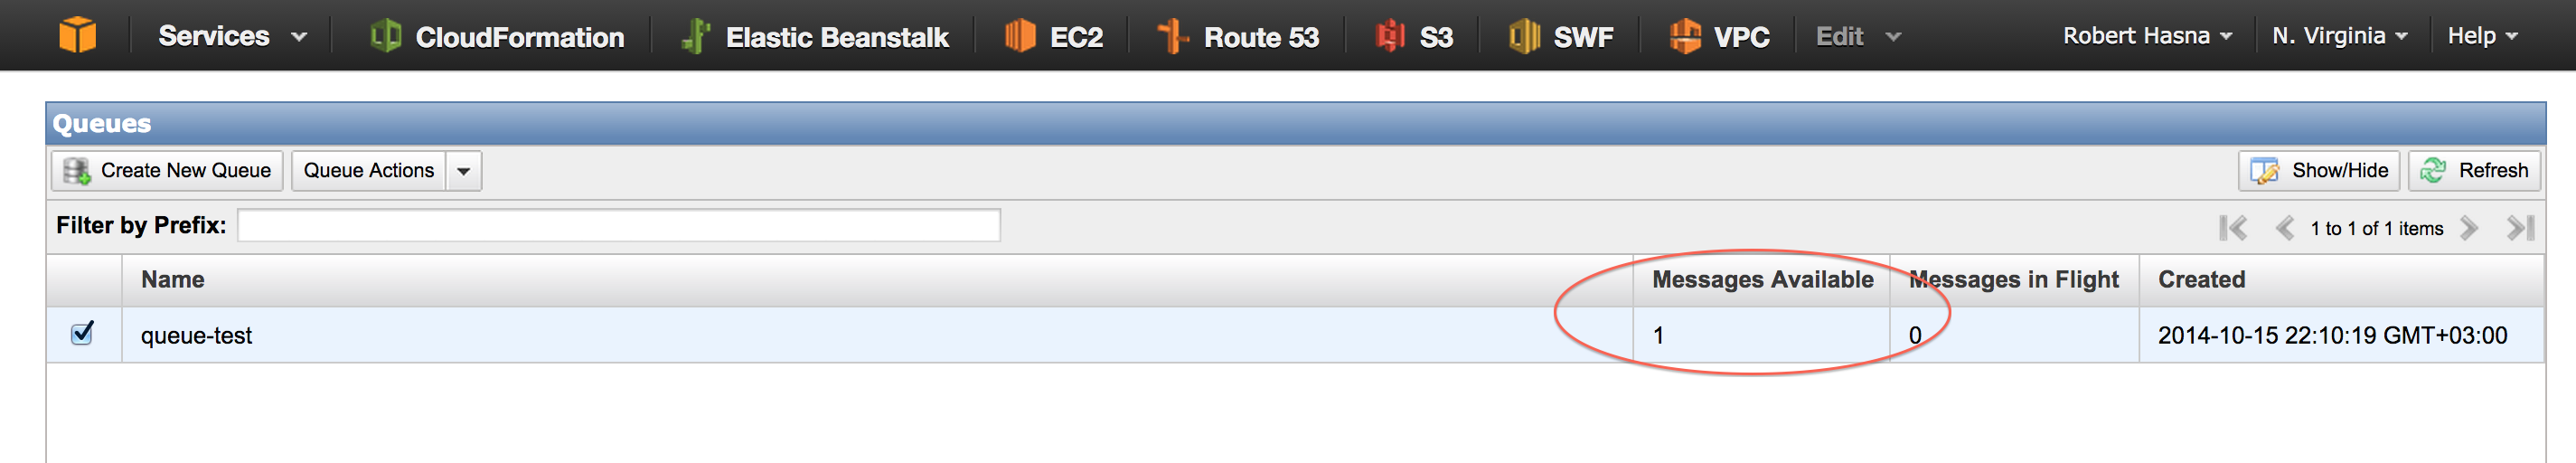 Services CloudFormation Elastic Beanstalk EC2 Route 53 S3 SWF VPC Edit Robert Hasna N. Virginia Help
Queues
Create New Queue Queue Actions Show/Hide Refresh
Filter by Prefix: 1 to 1 of 1 items
Name Messages Available Messages in Flight Created
queue-test 1 0 2014-10-15 22:10:19 GMT+03:00